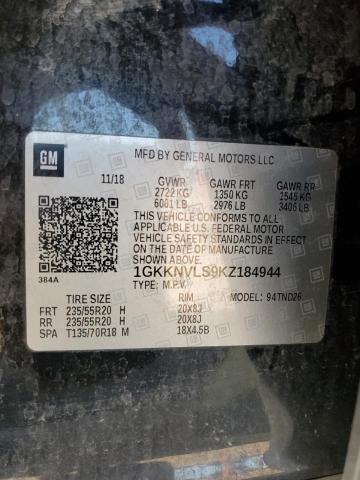 GM
MFD BY GENERAL MOTORS LLC
11/18 GVWR GAWR FRT GAWR RR
2722 KG 1350 KG 1545 KG
6001 LB 2976 LB 3406 LB
THIS VEHICLE CONFORMS TO ALL
APPLICABLE U.S. FEDERAL MOTOR
VEHICLE SAFETY AND THEFT
PREVENTION STANDARDS IN EFFECT ON
THE DATE OF MANUFACTURE SHOWN ABOVE.
384A
1GKKNVLS9KZ184944
TYPE: M.P.V.
TIRE SIZE RIM MODEL: 94TND26
FRT 235/55R20 H 20X8J
RR 235/55R20 H 20X8J
SPA T135/70R18 M 18X4.5B